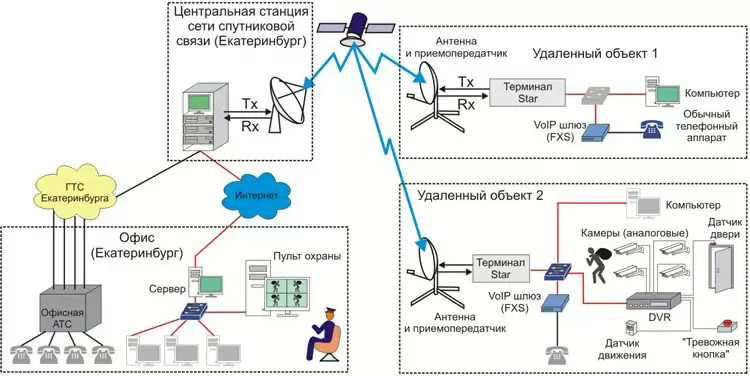 Центральная станция
сети спутниковой
связи (Екатеринбург)
Tx
Rx
Антенна
и приемопередатчик
Удаленный объект 1
Tx
Rx
Терминал
Star
Компьютер
VoIP шлюз
(FXS)
Обычный
телефонный
аппарат
ГТС
Екатеринбурга
Интернет
Офис
(Екатеринбург)
Пульт охраны
Сервер
Офисная
АТС
Удаленный объект 2
Компьютер
Камеры (аналоговые)
Датчик
двери
Терминал
Star
VoIP шлюз
(FXS)
DVR
Антенна
и приемопередатчик
Датчик
движения
"Тревожная
кнопка"